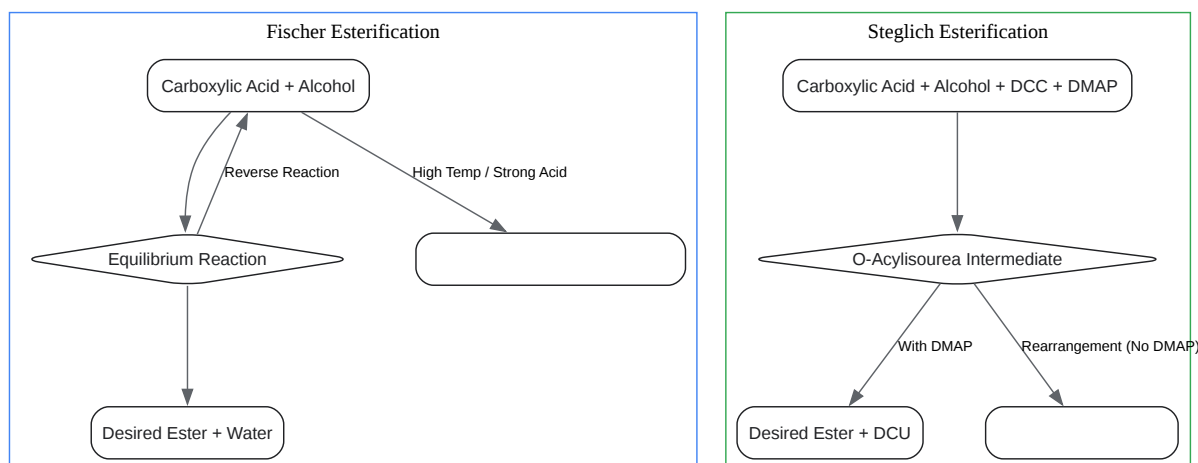 Fischer Esterification
Carboxylic Acid + Alcohol
Reverse Reaction
High Temp / Strong Acid
Equilibrium Reaction
Desired Ester + Water
Steglich Esterification
Carboxylic Acid + Alcohol + DCC + DMAP
O-Acylisourea Intermediate
With DMAP
Rearrangement (No DMAP)
Desired Ester + DCU